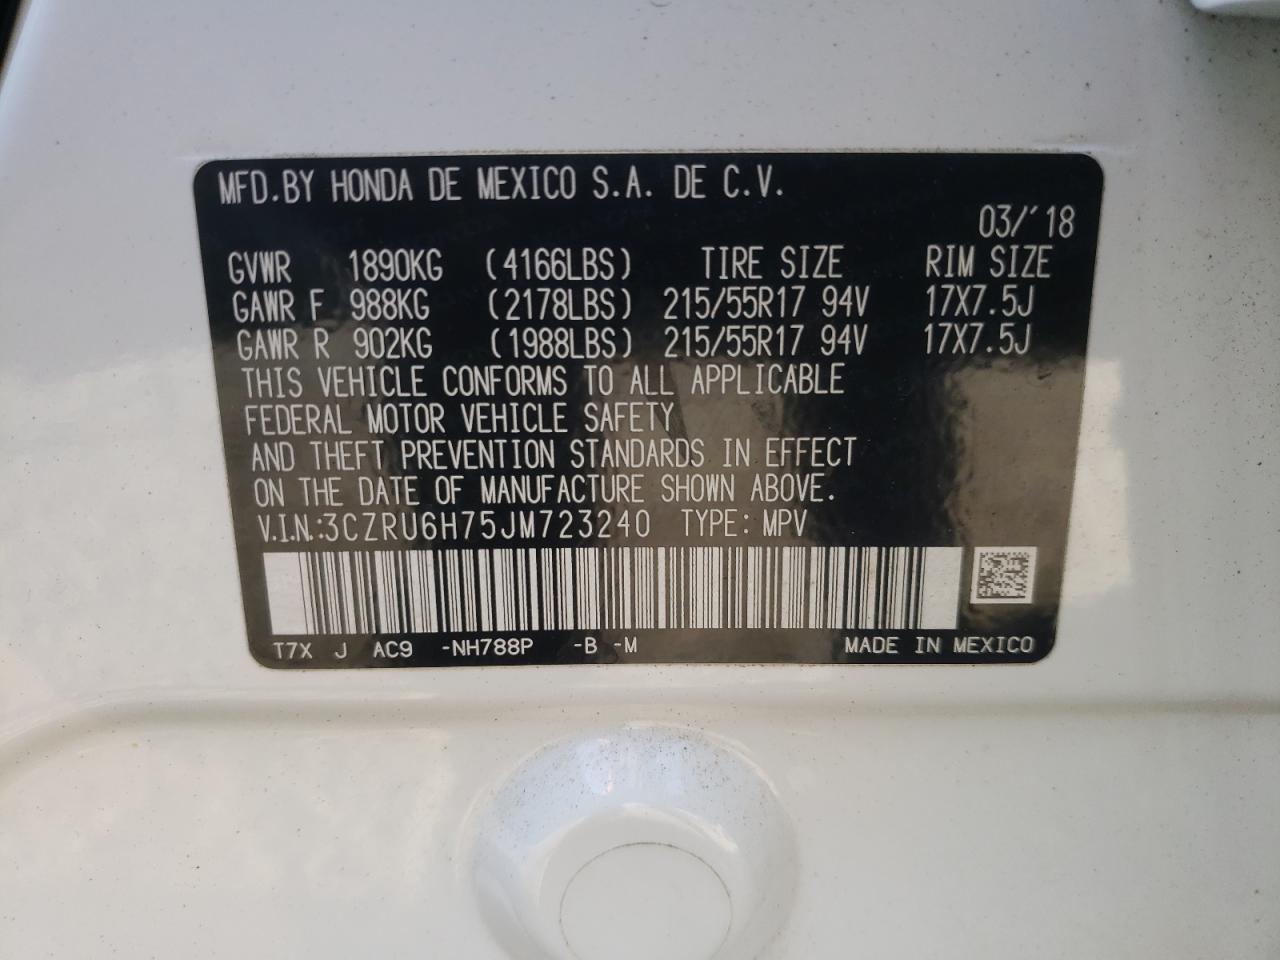 MFD.BY HONDA DE MEXICO S.A. DE C.V.
03/'18
GVWR 1890KG (4166LBS) TIRE SIZE RIM SIZE
GAWR F 988KG (2178LBS) 215/55R17 94V 17X7.5J
GAWR R 902KG (1988LBS) 215/55R17 94V 17X7.5J
THIS VEHICLE CONFORMS TO ALL APPLICABLE
FEDERAL MOTOR VEHICLE SAFETY
AND THEFT PREVENTION STANDARDS IN EFFECT
ON THE DATE OF MANUFACTURE SHOWN ABOVE.
V.I.N.:3CZRU6H75JM723240 TYPE: MPV
T7X J AC9 -NH788P -B -M MADE IN MEXICO